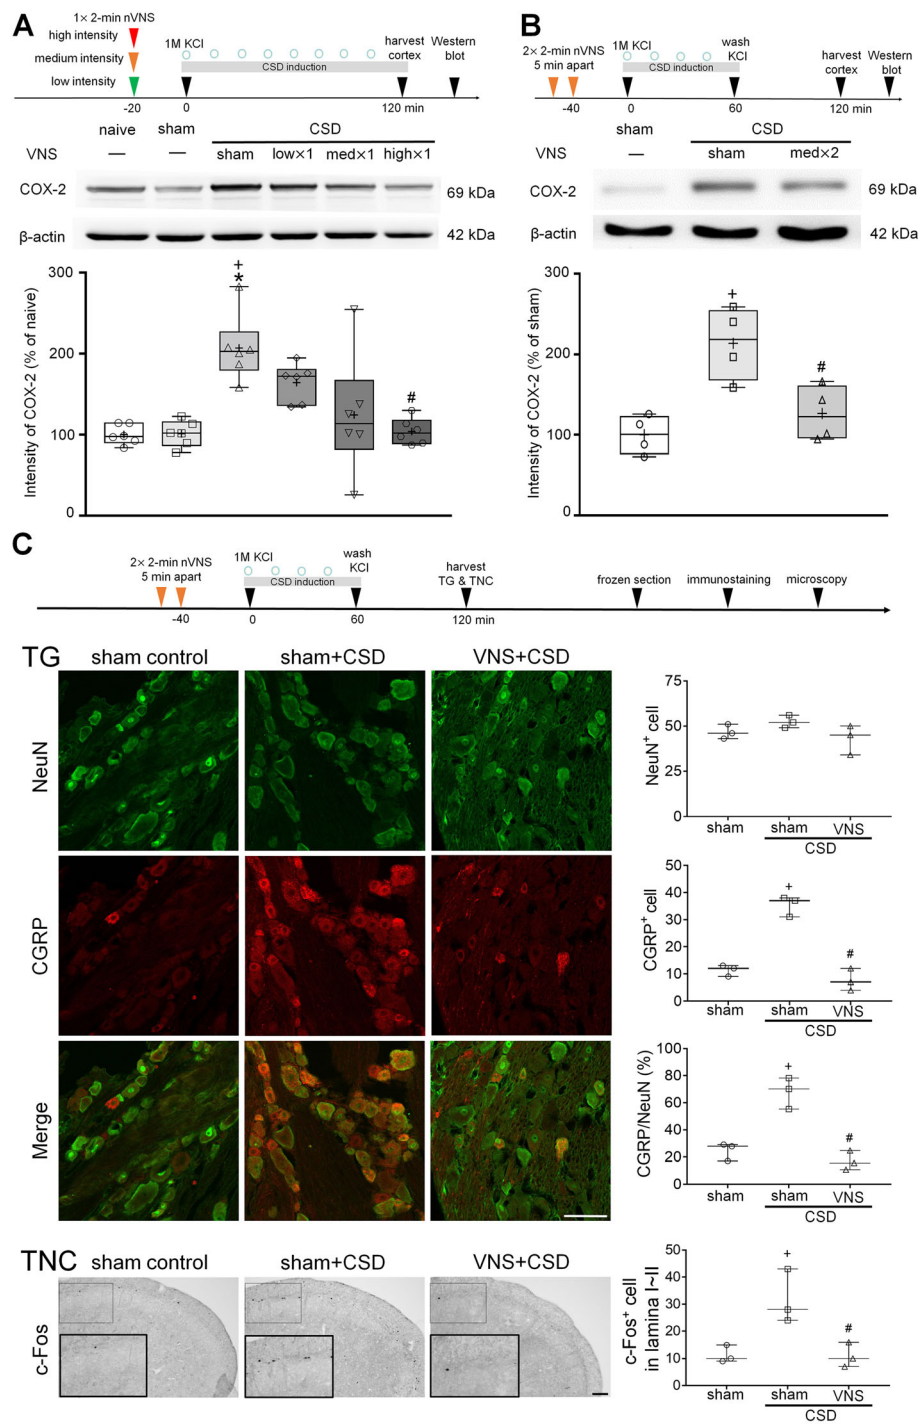 A
1× 2-min nVNS
high intensity
medium intensity
low intensity
1M KCl
CSD induction
harvest
cortex
Western
blot
-20
0
120 min
naive
sham
CSD
VNS
—
—
sham
low×1
med×1
high×1
COX-2
69 kDa
β-actin
42 kDa
Intensity of COX-2 (% of naive)
300
200
100
0
+
*
#
B
2× 2-min nVNS
5 min apart
1M KCl
CSD induction
wash
KCl
harvest
cortex
Western
blot
-40
0
60
120 min
sham
CSD
VNS
—
sham
med×2
COX-2
69 kDa
β-actin
42 kDa
Intensity of COX-2 (% of sham)
300
200
100
0
+
#
C
2× 2-min nVNS
5 min apart
1M KCl
CSD induction
wash
KCl
harvest
TG & TNC
frozen section
immunostaining
microscopy
-40
0
60
120 min
TG
sham control
sham+CSD
VNS+CSD
NeuN
CGRP
Merge
NeuN+ cell
75
50
25
0
sham
sham
VNS
CSD
CGRP+ cell
50
40
30
20
10
0
+
#
sham
sham
VNS
CSD
CGRP/NeuN (%)
100
80
60
40
20
0
+
#
sham
sham
VNS
CSD
TNC
sham control
sham+CSD
VNS+CSD
c-Fos
c-Fos+ cell
in lamina I~II
50
40
30
20
10
0
+
#
sham
sham
VNS
CSD